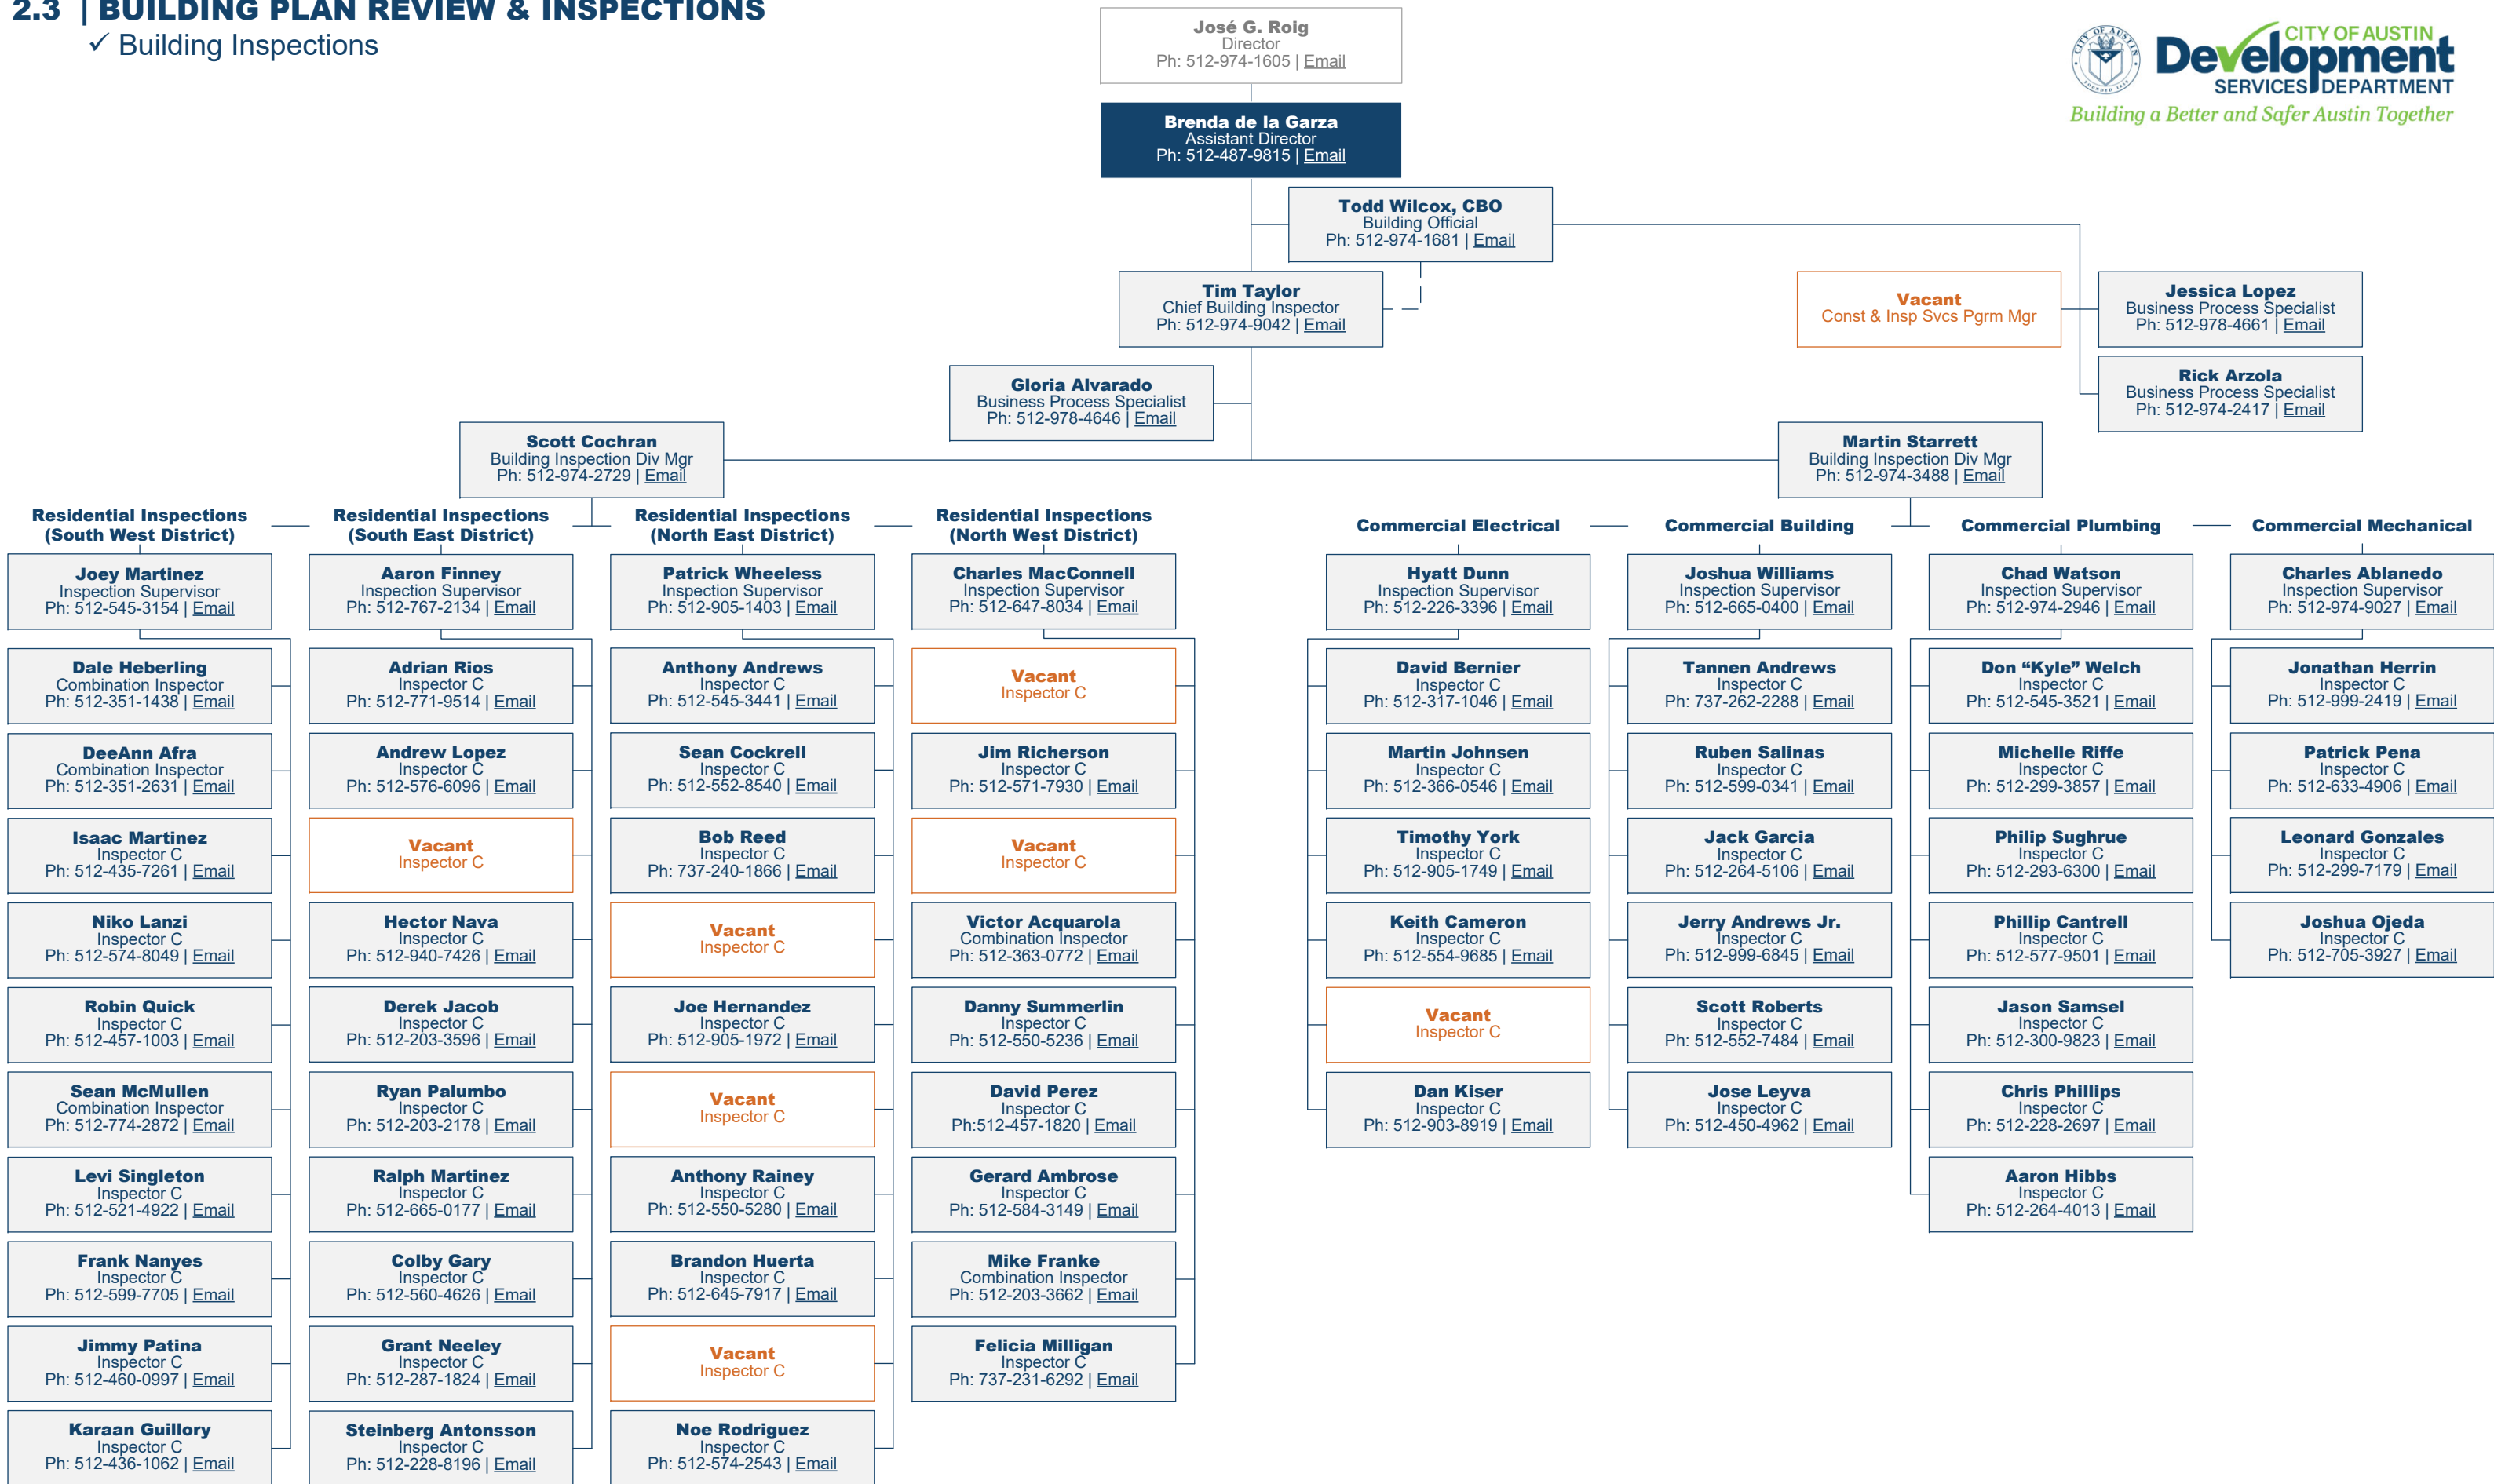 2.3 | BUILDING PLAN REVIEW & INSPECTIONS
✓ Building Inspections
CITY OF AUSTIN
Development
SERVICES DEPARTMENT
Building a Better and Safer Austin Together
José G. Roig
Director
Ph: 512-974-1605 | Email
Brenda de la Garza
Assistant Director
Ph: 512-487-9815 | Email
Todd Wilcox, CBO
Building Official
Ph: 512-974-1681 | Email
Tim Taylor
Chief Building Inspector
Ph: 512-974-9042 | Email
Vacant
Const & Insp Svcs Pgrm Mgr
Jessica Lopez
Business Process Specialist
Ph: 512-978-4661 | Email
Rick Arzola
Business Process Specialist
Ph: 512-974-2417 | Email
Gloria Alvarado
Business Process Specialist
Ph: 512-978-4646 | Email
Scott Cochran
Building Inspection Div Mgr
Ph: 512-974-2729 | Email
Martin Starrett
Building Inspection Div Mgr
Ph: 512-974-3488 | Email
Residential Inspections
(South West District)
Joey Martinez
Inspection Supervisor
Ph: 512-545-3154 | Email
Dale Heberling
Combination Inspector
Ph: 512-351-1438 | Email
DeeAnn Afra
Combination Inspector
Ph: 512-351-2631 | Email
Isaac Martinez
Inspector C
Ph: 512-435-7261 | Email
Niko Lanzi
Inspector C
Ph: 512-574-8049 | Email
Robin Quick
Inspector C
Ph: 512-457-1003 | Email
Sean McMullen
Combination Inspector
Ph: 512-774-2872 | Email
Levi Singleton
Inspector C
Ph: 512-521-4922 | Email
Frank Nanyes
Inspector C
Ph: 512-599-7705 | Email
Jimmy Patina
Inspector C
Ph: 512-460-0997 | Email
Karaan Guillory
Inspector C
Ph: 512-436-1062 | Email
Residential Inspections
(South East District)
Aaron Finney
Inspection Supervisor
Ph: 512-767-2134 | Email
Adrian Rios
Inspector C
Ph: 512-771-9514 | Email
Andrew Lopez
Inspector C
Ph: 512-576-6096 | Email
Vacant
Inspector C
Hector Nava
Inspector C
Ph: 512-940-7426 | Email
Derek Jacob
Inspector C
Ph: 512-203-3596 | Email
Ryan Palumbo
Inspector C
Ph: 512-203-2178 | Email
Ralph Martinez
Inspector C
Ph: 512-665-0177 | Email
Colby Gary
Inspector C
Ph: 512-560-4626 | Email
Grant Neeley
Inspector C
Ph: 512-287-1824 | Email
Steinberg Antonsson
Inspector C
Ph: 512-228-8196 | Email
Residential Inspections
(North East District)
Patrick Wheeless
Inspection Supervisor
Ph: 512-905-1403 | Email
Anthony Andrews
Inspector C
Ph: 512-545-3441 | Email
Sean Cockrell
Inspector C
Ph: 512-552-8540 | Email
Bob Reed
Inspector C
Ph: 737-240-1866 | Email
Vacant
Inspector C
Joe Hernandez
Inspector C
Ph: 512-905-1972 | Email
Vacant
Inspector C
Anthony Rainey
Inspector C
Ph: 512-550-5280 | Email
Brandon Huerta
Inspector C
Ph: 512-645-7917 | Email
Vacant
Inspector C
Noe Rodriguez
Inspector C
Ph: 512-574-2543 | Email
Residential Inspections
(North West District)
Charles MacConnell
Inspection Supervisor
Ph: 512-647-8034 | Email
Vacant
Inspector C
Jim Richerson
Inspector C
Ph: 512-571-7930 | Email
Vacant
Inspector C
Victor Acquarola
Combination Inspector
Ph: 512-363-0772 | Email
Danny Summerlin
Inspector C
Ph: 512-550-5236 | Email
David Perez
Inspector C
Ph:512-457-1820 | Email
Gerard Ambrose
Inspector C
Ph: 512-584-3149 | Email
Mike Franke
Combination Inspector
Ph: 512-203-3662 | Email
Felicia Milligan
Inspector C
Ph: 737-231-6292 | Email
Commercial Electrical
Hyatt Dunn
Inspection Supervisor
Ph: 512-226-3396 | Email
David Bernier
Inspector C
Ph: 512-317-1046 | Email
Martin Johnsen
Inspector C
Ph: 512-366-0546 | Email
Timothy York
Inspector C
Ph: 512-905-1749 | Email
Keith Cameron
Inspector C
Ph: 512-554-9685 | Email
Vacant
Inspector C
Dan Kiser
Inspector C
Ph: 512-903-8919 | Email
Commercial Building
Joshua Williams
Inspection Supervisor
Ph: 512-665-0400 | Email
Tannen Andrews
Inspector C
Ph: 737-262-2288 | Email
Ruben Salinas
Inspector C
Ph: 512-599-0341 | Email
Jack Garcia
Inspector C
Ph: 512-264-5106 | Email
Jerry Andrews Jr.
Inspector C
Ph: 512-999-6845 | Email
Scott Roberts
Inspector C
Ph: 512-552-7484 | Email
Jose Leyva
Inspector C
Ph: 512-450-4962 | Email
Commercial Plumbing
Chad Watson
Inspection Supervisor
Ph: 512-974-2946 | Email
Don “Kyle” Welch
Inspector C
Ph: 512-545-3521 | Email
Michelle Riffe
Inspector C
Ph: 512-299-3857 | Email
Philip Sughrue
Inspector C
Ph: 512-293-6300 | Email
Phillip Cantrell
Inspector C
Ph: 512-577-9501 | Email
Jason Samsel
Inspector C
Ph: 512-300-9823 | Email
Chris Phillips
Inspector C
Ph: 512-228-2697 | Email
Aaron Hibbs
Inspector C
Ph: 512-264-4013 | Email
Commercial Mechanical
Charles Ablanedo
Inspection Supervisor
Ph: 512-974-9027 | Email
Jonathan Herrin
Inspector C
Ph: 512-999-2419 | Email
Patrick Pena
Inspector C
Ph: 512-633-4906 | Email
Leonard Gonzales
Inspector C
Ph: 512-299-7179 | Email
Joshua Ojeda
Inspector C
Ph: 512-705-3927 | Email